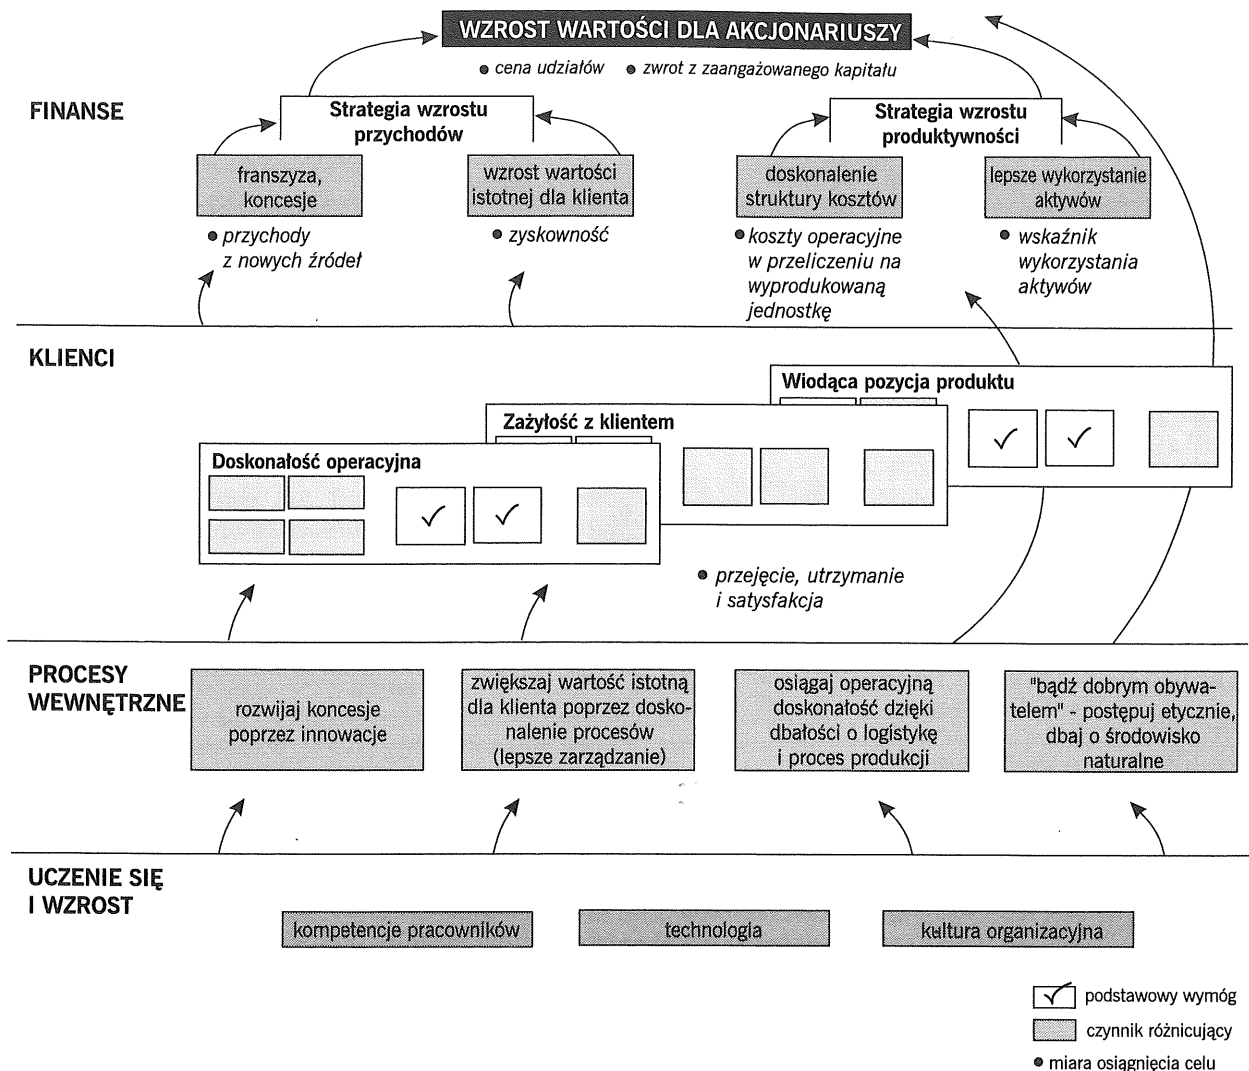 WZROST WARTOŚCI DLA AKCJONARIUSZY
• cena udziałów • zwrot z zaangażowanego kapitału
FINANSE
Strategia wzrostu
przychodów
Strategia wzrostu
produktywności
franszyza,
koncesje
wzrost wartości
istotnej dla klienta
doskonalenie
struktury kosztów
lepsze wykorzystanie
aktywów
• przychody
z nowych źródeł
• zyskowność
• koszty operacyjne
w przeliczeniu na
wyprodukowaną
jednostkę
• wskaźnik
wykorzystania
aktywów
KLIENCI
Wiodąca pozycja produktu
Zażyłość z klientem
Doskonałość operacyjna
• przejęcie, utrzymanie
i satysfakcja
PROCESY
WEWNĘTRZNE
rozwijaj koncesje
poprzez innowacje
zwiększaj wartość istotną
dla klienta poprzez dosko-
nalenie procesów
(lepsze zarządzanie)
osiągaj operacyjną
doskonałość dzięki
dbałości o logistykę
i proces produkcji
"bądź dobrym obywa-
telem" - postępuj etycznie,
dbaj o środowisko
naturalne
UCZENIE SIĘ
I WZROST
kompetencje pracowników
technologia
kultura organizacyjna
podstawowy wymóg
czynnik różnicujący
• miara osiągnięcia celu